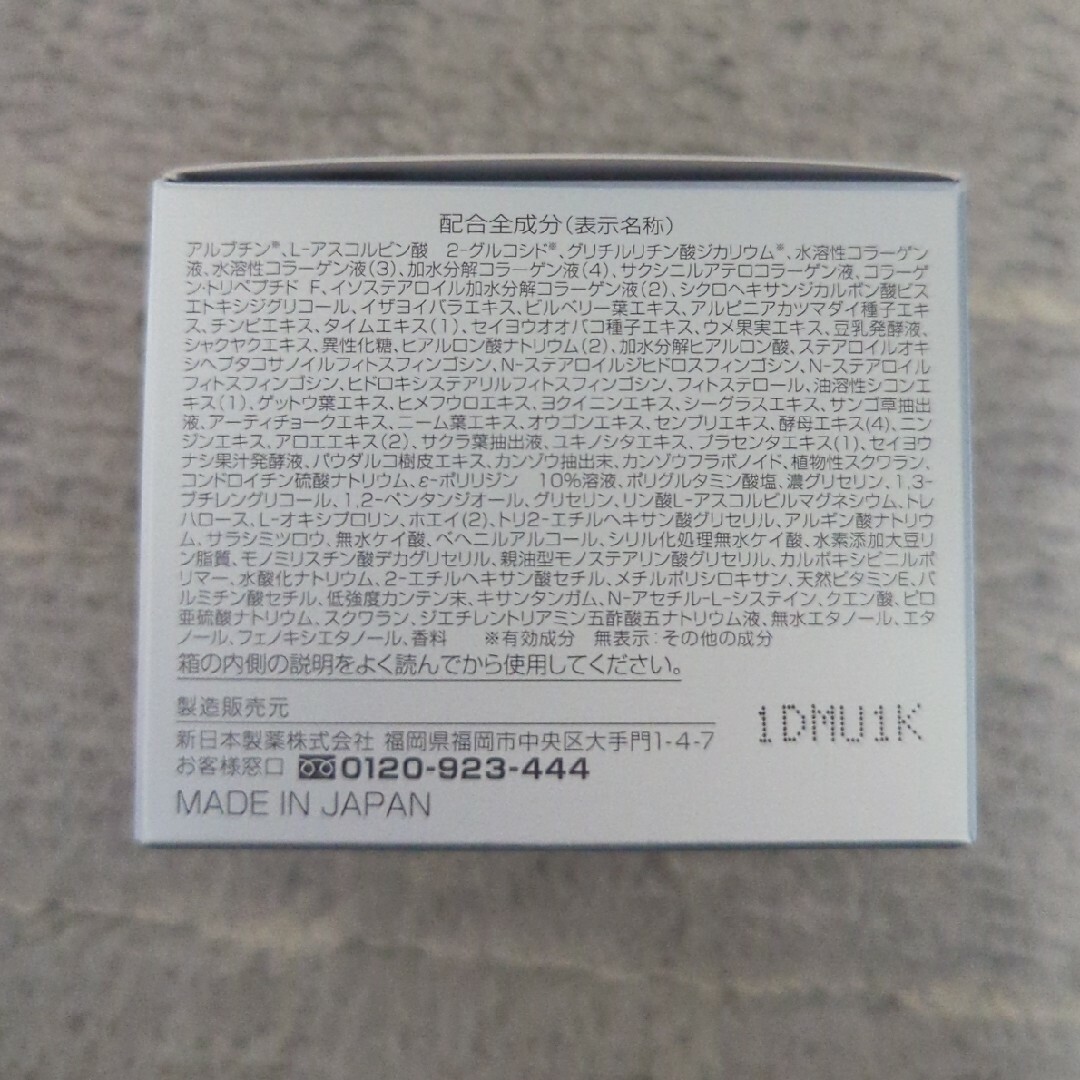 配合全成分(表示名称)
アルブチン※、L-アスコルビン酸 2-グルコシド※、グリチルリチン酸ジカリウム※、水溶性コラーゲン
液、水溶性コラーゲン液(3)、加水分解コラーゲン液(4)、サクシニルアテロコラーゲン液、コラーゲ
ン・トリペプチド F、イソステアロイル加水分解コラーゲン液(2)、シクロヘキサンジカルボン酸ビス
エトキシジグリコール、イザヨイバラエキス、ビルベリー葉エキス、アルピニアカツマダイ種子エキ
ス、チンピエキス、タイムエキス(1)、セイヨウオオバコ種子エキス、ウメ果実エキス、豆乳発酵液、
シャクヤクエキス、異性化糖、ヒアルロン酸ナトリウム(2)、加水分解ヒアルロン酸、ステアロイルオキ
シヘプタコサノイルフィトスフィンゴシン、N-ステアロイルジヒドロスフィンゴシン、N-ステアロイル
フィトスフィンゴシン、ヒドロキシステアリルフィトスフィンゴシン、フィトステロール、油溶性シコンエ
キス(1)、ゲットウ葉エキス、ヒメフウロエキス、ヨクイニンエキス、シーグラスエキス、サンゴ草抽出
液、アーティチョークエキス、ニーム葉エキス、オウゴンエキス、センブリエキス、酵母エキス(4)、ニン
ジンエキス、アロエエキス(2)、サクラ葉抽出液、ユキノシタエキス、プラセンタエキス(1)、セイヨウ
ナシ果汁発酵液、パウダルコ樹皮エキス、カンゾウ抽出末、カンゾウフラボノイド、植物性スクワラン、
コンドロイチン硫酸ナトリウム、ε-ポリリジン 10%溶液、ポリグルタミン酸塩、濃グリセリン、1,3-
ブチレングリコール、1,2-ペンタンジオール、グリセリン、リン酸L-アスコルビルマグネシウム、トレ
ハロース、L-オキシプロリン、ホエイ(2)、トリ2-エチルヘキサン酸グリセリル、アルギン酸ナトリウ
ム、サラシミツロウ、無水ケイ酸、ベヘニルアルコール、シリル化処理無水ケイ酸、水素添加大豆リ
ン脂質、モノミリスチン酸デカグリセリル、親油型モノステアリン酸グリセリル、カルボキシビニルポ
リマー、水酸化ナトリウム、2-エチルヘキサン酸セチル、メチルポリシロキサン、天然ビタミンE、パ
ルミチン酸セチル、低強度カンテン末、キサンタンガム、N-アセチル-L-システイン、クエン酸、ピロ
亜硫酸ナトリウム、スクワラン、ジエチレントリアミン五酢酸五ナトリウム液、無水エタノール、エタ
ノール、フェノキシエタノール、香料 ※有効成分 無表示:その他の成分
箱の内側の説明をよく読んでから使用してください。
製造販売元
新日本製薬株式会社 福岡県福岡市中央区大手門1-4-7
お客様窓口 0120-923-444
MADE IN JAPAN
1DMU1K